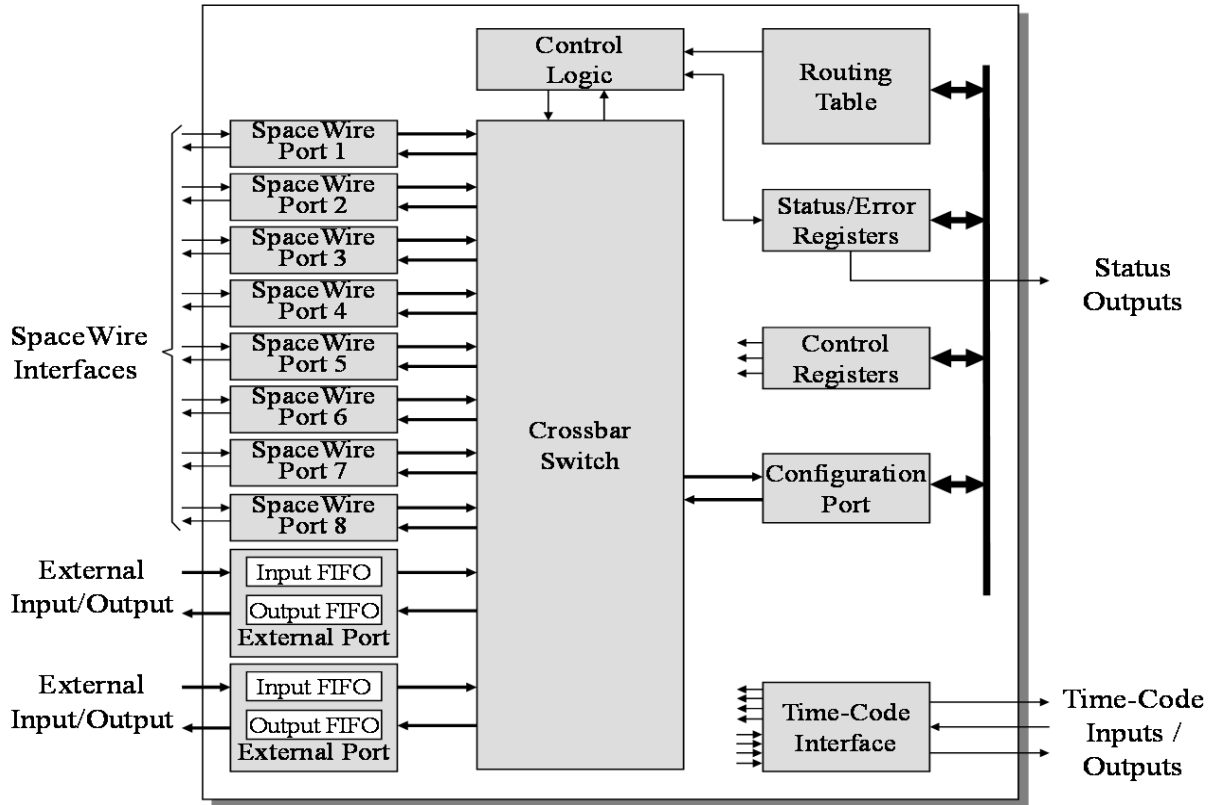 Control
Logic
Routing
Table
SpaceWire
Port 1
SpaceWire
Port 2
SpaceWire
Port 3
SpaceWire
Port 4
SpaceWire
Port 5
SpaceWire
Port 6
SpaceWire
Port 7
SpaceWire
Port 8
SpaceWire
Interfaces
Status/Error
Registers
Status
Outputs
Control
Registers
Crossbar
Switch
Configuration
Port
External
Input/Output
Input FIFO
Output FIFO
External Port
External
Input/Output
Input FIFO
Output FIFO
External Port
Time-Code
Interface
Time-Code
Inputs /
Outputs